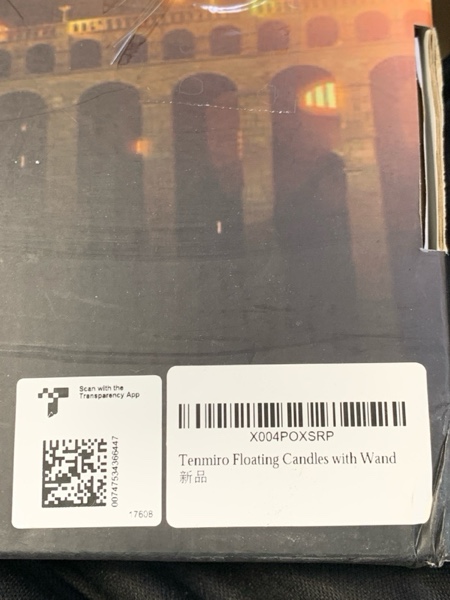 Scan with the
Transparency App
00747534366447
17608
X004POXSRP
Tenmiro Floating Candles with Wand
新品